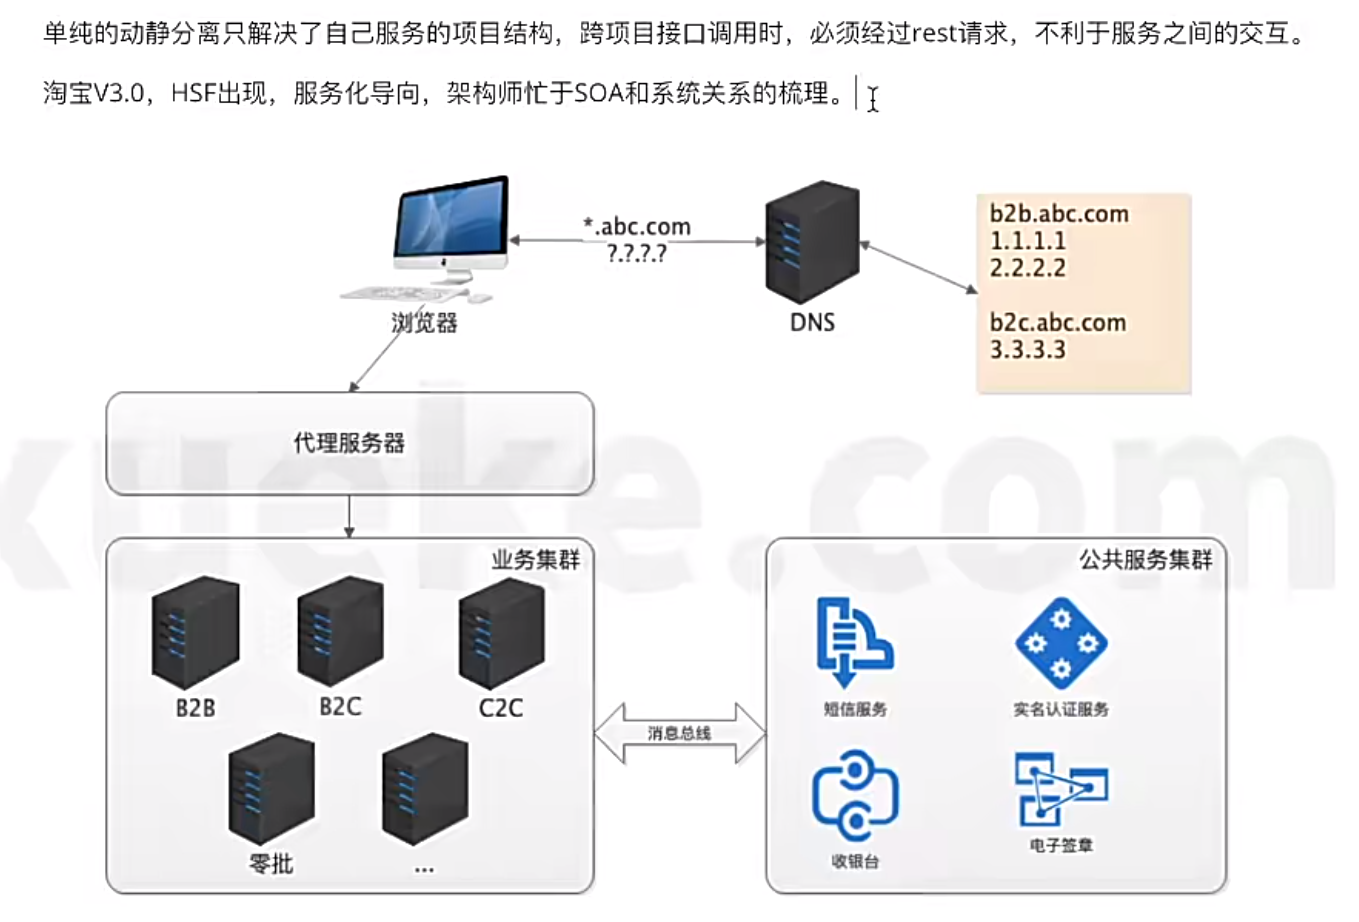 单纯的动静分离只解决了自己服务的项目结构，跨项目接口调用时，必须经过rest请求，不利于服务之间的交互。
淘宝V3.0，HSF出现，服务化导向，架构师忙于SOA和系统关系的梳理。
*.abc.com
?.?.?.?
b2b.abc.com
1.1.1.1
2.2.2.2
b2c.abc.com
3.3.3.3
浏览器
DNS
代理服务器
业务集群
公共服务集群
B2B
B2C
C2C
短信服务
实名认证服务
消息总线
零批
...
收银台
电子签章
xueke.com